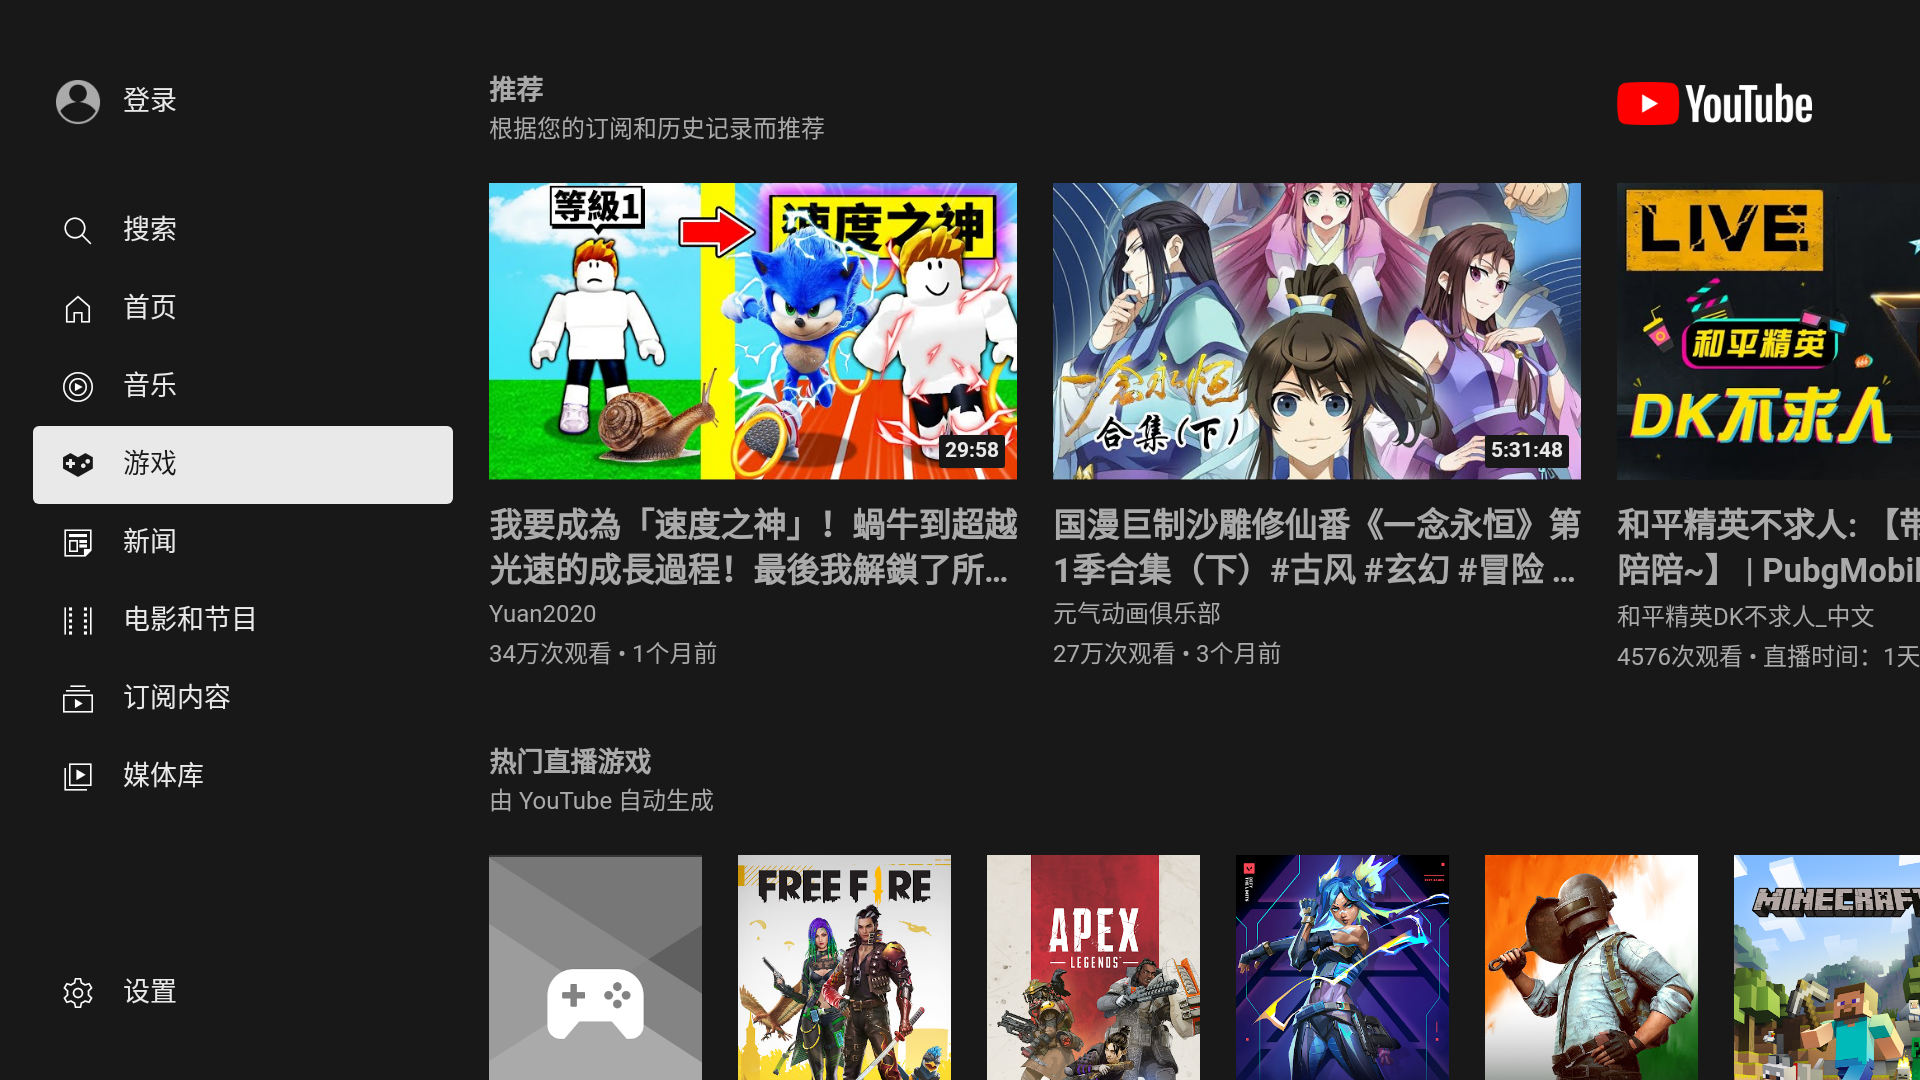 登录
搜索
首页
音乐
游戏
新闻
电影和节目
订阅内容
媒体库
设置
推荐
根据您的订阅和历史记录而推荐
YouTube
等級1
速度之神
29:58
我要成為「速度之神」！蝸牛到超越
光速的成長過程！最後我解鎖了所...
Yuan2020
34万次观看 • 1个月前
一念永恒
合集(下)
5:31:48
国漫巨制沙雕修仙番《一念永恒》第
1季合集（下）#古风 #玄幻 #冒险 ...
元气动画俱乐部
27万次观看 • 3个月前
LIVE
和平精英
DK不求人
和平精英不求人: 【带
陪陪~】 | PubgMobil
和平精英DK不求人_中文
4576次观看 • 直播时间：1天
热门直播游戏
由 YouTube 自动生成
FREE FIRE
APEX
LEGENDS
MINECRAFT